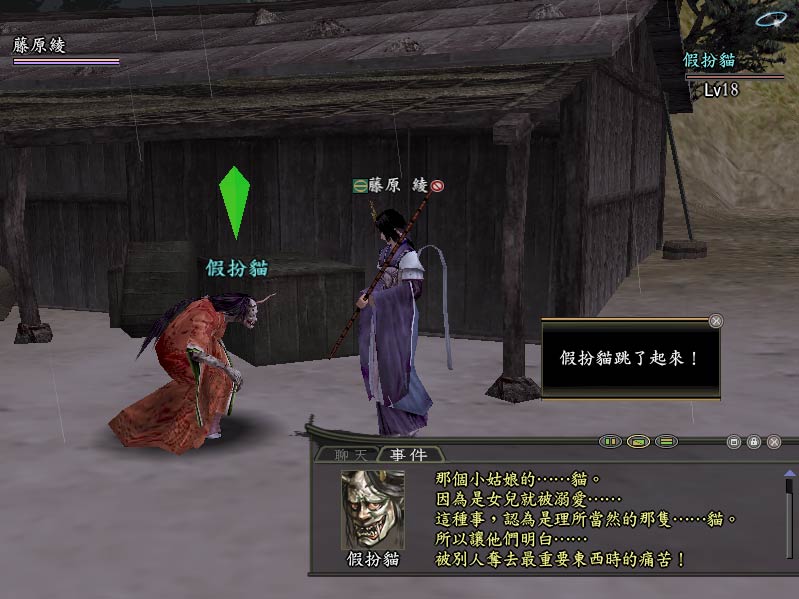 藤原綾
假扮貓
Lv18
藤原 綾
假扮貓
假扮貓跳了起來！
聊天
事件
那個小姑娘的……貓。
因為是女兒就被溺愛……
這種事，認為是理所當然的那隻……貓。
所以讓他們明白……
被別人奪去最重要東西時的痛苦！
假扮貓